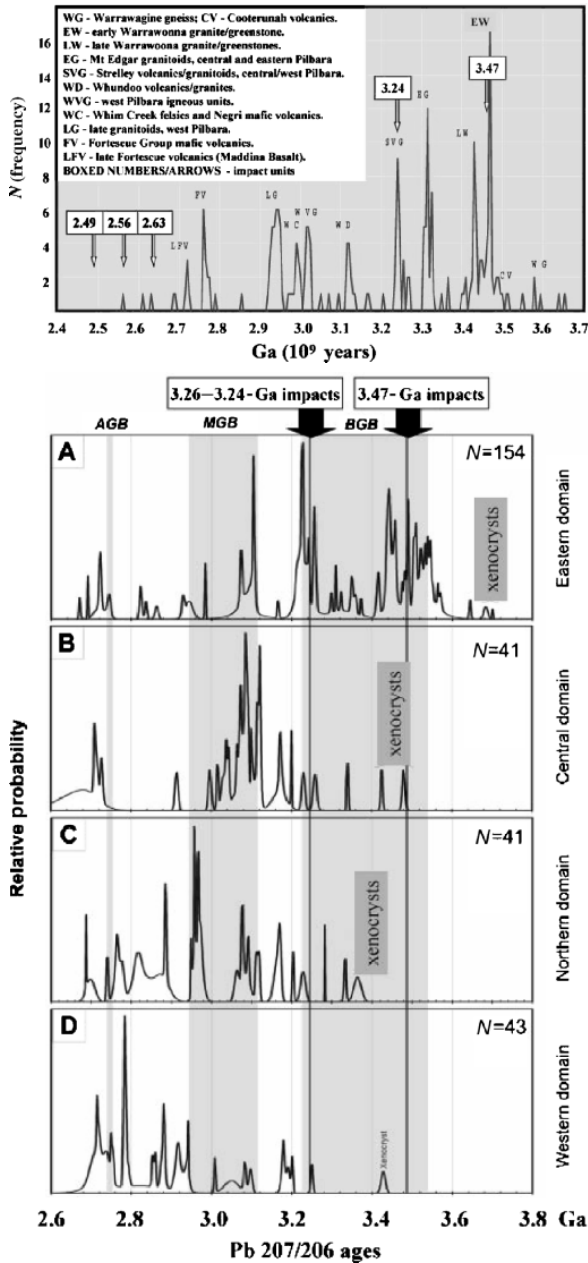 WG - Warrawagine gneiss; CV - Cooterunah volcanics.
EW - early Warrawoonna granite/greenstone.
LW - late Warrawoona granite/greenstones.
EG - Mt Edgar granitoids, central and eastern Pilbara
SVG - Strelley volcanics/granitoids, central/west Pilbara.
WD - Whundoo volcanics/granites.
WVG - west Pilbara igneous units.
WC - Whim Creek felsics and Negri mafic volcanics.
LG - late granitoids, west Pilbara.
FV - Fortescue Group mafic volcanics.
LFV - late Fortescue volcanics (Maddina Basalt).
BOXED NUMBERS/ARROWS - impact units
EW
3.47
3.24
EG
LW
SVG
FV
LG
WVG
WC
WD
2.49 2.56 2.63
LFV
CV
WG
N (frequency)
16
14
12
10
8
6
4
2
2.4 2.5 2.6 2.7 2.8 2.9 3.0 3.1 3.2 3.3 3.4 3.5 3.6 3.7
Ga (10⁹ years)
3.26–3.24-Ga impacts
3.47- Ga impacts
AGB MGB BGB
A
N=154
xenocrysts
Eastern domain
B
N=41
xenocrysts
Central domain
Relative probability
C
N=41
xenocrysts
Northern domain
D
N=43
Xenocryst
Western domain
2.6 2.8 3.0 3.2 3.4 3.6 3.8 Ga
Pb 207/206 ages